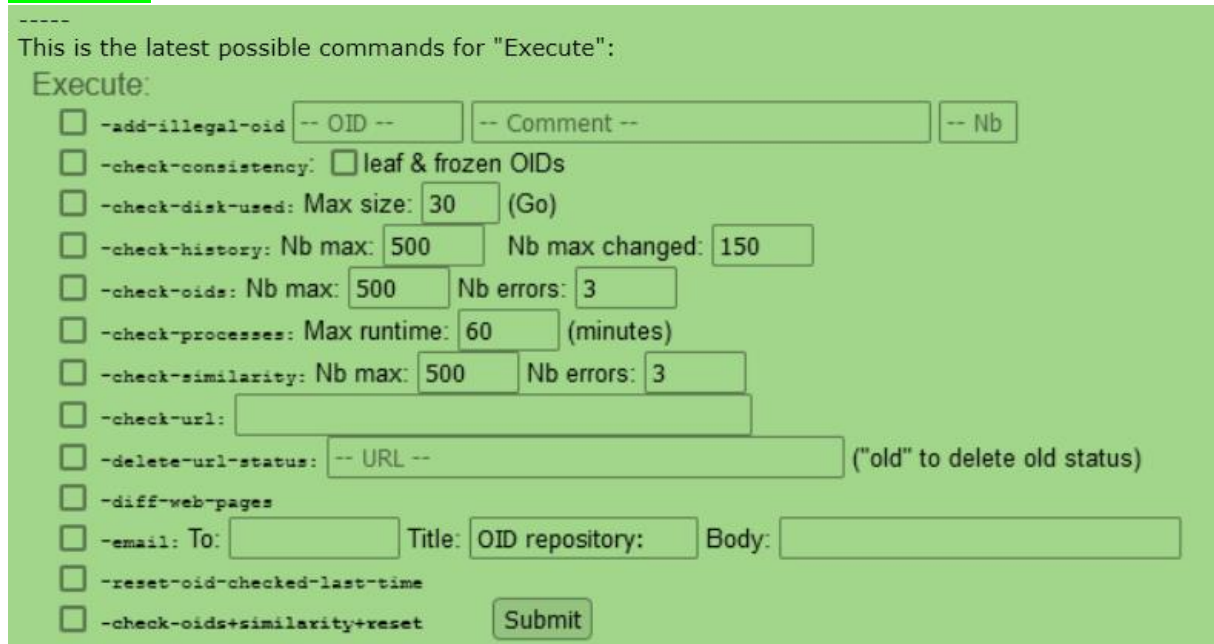 -----
This is the latest possible commands for "Execute":
Execute:
-add-illegal-oid -- OID -- -- Comment -- -- Nb
-check-consistency: leaf & frozen OIDs
-check-disk-used: Max size: 30 (Go)
-check-history: Nb max: 500 Nb max changed: 150
-check-oids: Nb max: 500 Nb errors: 3
-check-processes: Max runtime: 60 (minutes)
-check-similarity: Nb max: 500 Nb errors: 3
-check-url:
-delete-url-status: -- URL -- ("old" to delete old status)
-diff-web-pages
-email: To: Title: OID repository: Body:
-reset-oid-checked-last-time
-check-oids+similarity+reset Submit